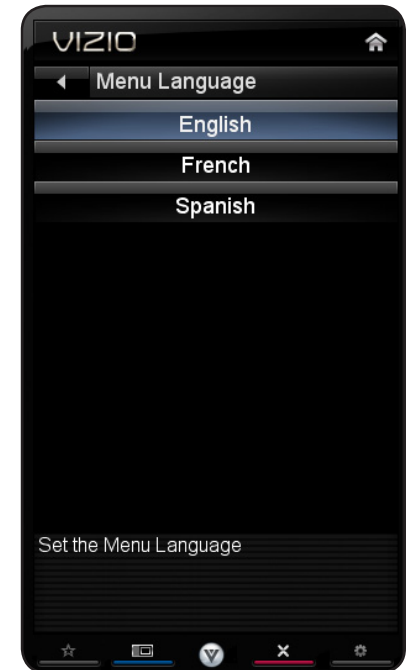 VIZIO
Menu Language
English
French
Spanish
Set the Menu Language
V